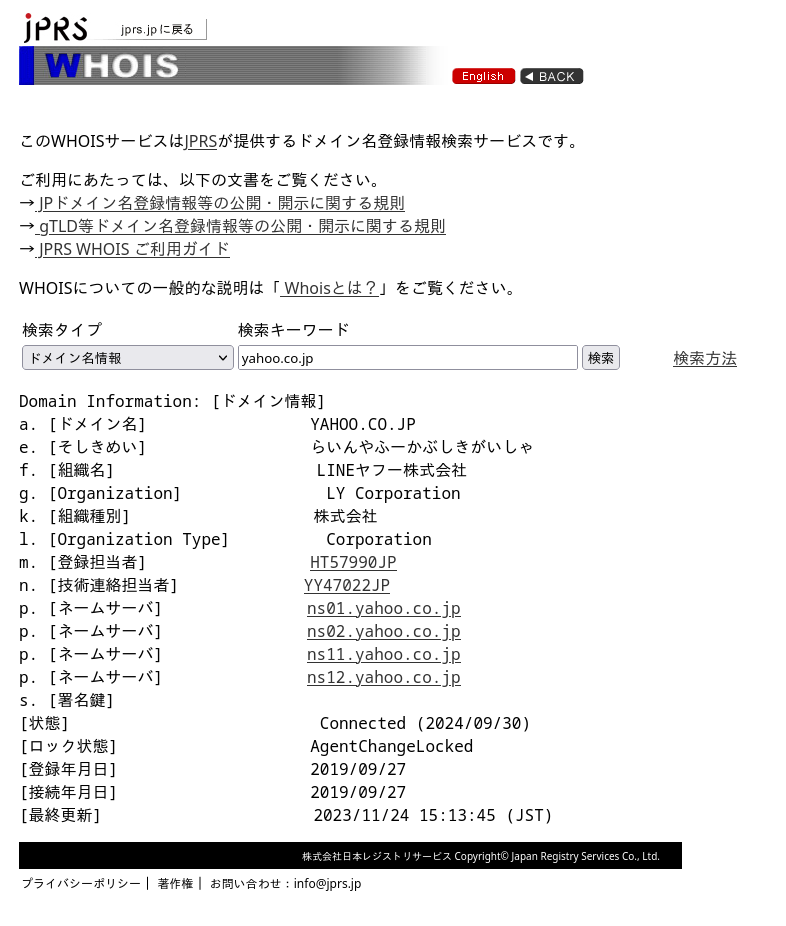 JPRS jprs.jpに戻る
WHOIS
English ◀ BACK
このWHOISサービスはJPRSが提供するドメイン名登録情報検索サービスです。
ご利用にあたっては、以下の文書をご覧ください。
→ JPドメイン名登録情報等の公開・開示に関する規則
→ gTLD等ドメイン名登録情報等の公開・開示に関する規則
→ JPRS WHOIS ご利用ガイド
WHOISについての一般的な説明は「 Whoisとは？」をご覧ください。
検索タイプ 検索キーワード
ドメイン名情報 yahoo.co.jp 検索 検索方法
Domain Information: [ドメイン情報]
a. [ドメイン名] YAHOO.CO.JP
e. [そしきめい] らいんやふーかぶしきがいしゃ
f. [組織名] LINEヤフー株式会社
g. [Organization] LY Corporation
k. [組織種別] 株式会社
l. [Organization Type] Corporation
m. [登録担当者] HT57990JP
n. [技術連絡担当者] YY47022JP
p. [ネームサーバ] ns01.yahoo.co.jp
p. [ネームサーバ] ns02.yahoo.co.jp
p. [ネームサーバ] ns11.yahoo.co.jp
p. [ネームサーバ] ns12.yahoo.co.jp
s. [署名鍵]
[状態] Connected (2024/09/30)
[ロック状態] AgentChangeLocked
[登録年月日] 2019/09/27
[接続年月日] 2019/09/27
[最終更新] 2023/11/24 15:13:45 (JST)
株式会社日本レジストリサービス Copyright© Japan Registry Services Co., Ltd.
プライバシーポリシー | 著作権 | お問い合わせ：info@jprs.jp